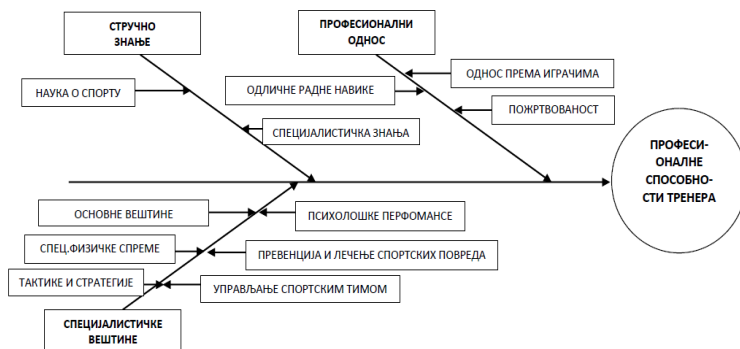 СТРУЧНО
ЗНАЊЕ
ПРОФЕСИОНАЛНИ
ОДНОС
НАУКА О СПОРТУ
ОДЛИЧНЕ РАДНЕ НАВИКЕ
ОДНОС ПРЕМА ИГРАЧИМА
ПОЖРТВОВАНОСТ
СПЕЦИЈАЛИСТИЧКА ЗНАЊА
ПРОФЕСИ-
ОНАЛНЕ
СПОСОБНО-
СТИ ТРЕНЕРА
ОСНОВНЕ ВЕШТИНЕ
ПСИХОЛОШКЕ ПЕРФОМАНСЕ
СПЕЦ.ФИЗИЧКЕ СПРЕМЕ
ПРЕВЕНЦИЈА И ЛЕЧЕЊЕ СПОРТСКИХ ПОВРЕДА
ТАКТИКЕ И СТРАТЕГИЈЕ
УПРАВЉАЊЕ СПОРТСКИМ ТИМОМ
СПЕЦИЈАЛИСТИЧКЕ
ВЕШТИНЕ